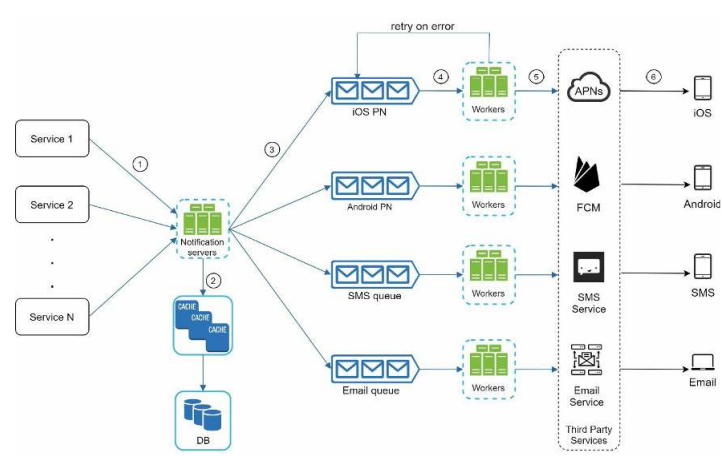 retry on error
4
5
6
APNs
iOS PN
Workers
iOS
Service 1
3
1
Service 2
Android PN
Workers
FCM
Android
Notification
servers
.
.
.
2
SMS queue
Workers
SMS
Service
SMS
Service N
CACHE
CACHE
CACHE
Email queue
Workers
Email
Service
Email
DB
Third Party
Services